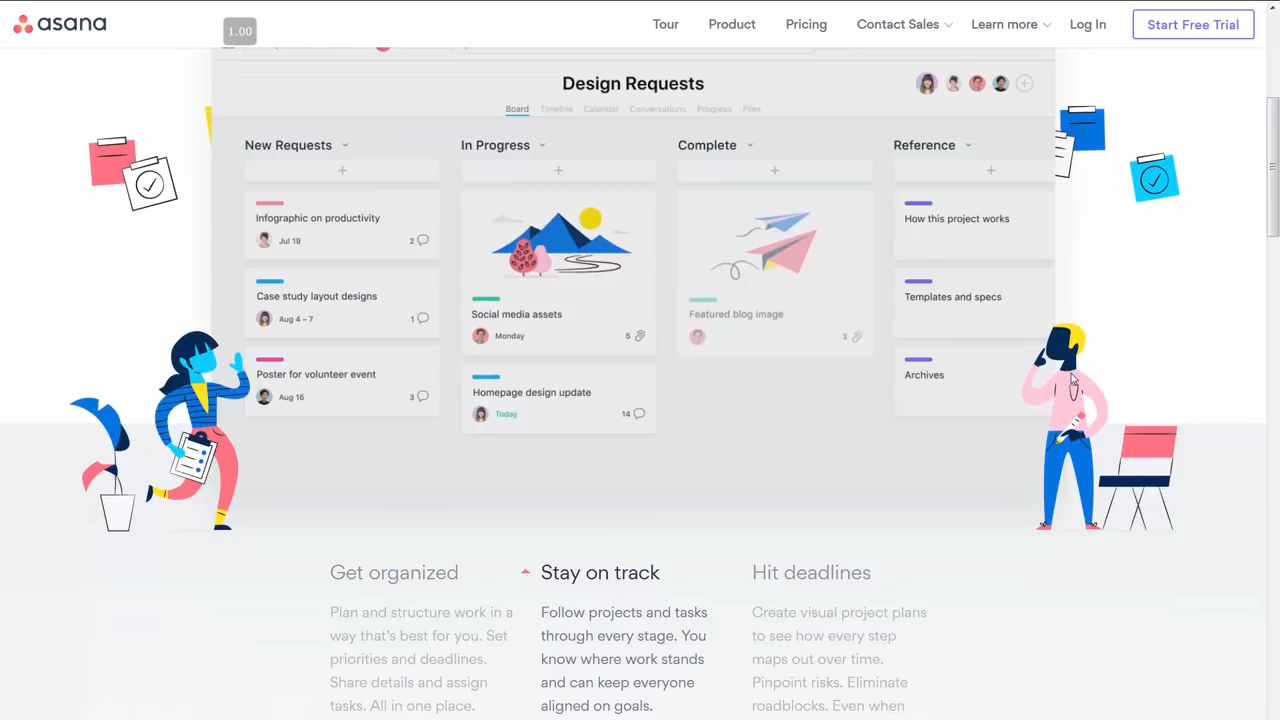 asana
1.00
Tour
Product
Pricing
Contact Sales
Learn more
Log In
Start Free Trial
Design Requests
Board
Timeline
Calendar
Conversations
Progress
Files
New Requests
In Progress
Complete
Reference
Infographic on productivity
Jul 19
2
Case study layout designs
Aug 4 – 7
1
Poster for volunteer event
Aug 16
3
Social media assets
Monday
5
Homepage design update
Today
14
Featured blog image
3
How this project works
Templates and specs
Archives
Get organized
Plan and structure work in a
way that's best for you. Set
priorities and deadlines.
Share details and assign
tasks. All in one place.
Stay on track
Follow projects and tasks
through every stage. You
know where work stands
and can keep everyone
aligned on goals.
Hit deadlines
Create visual project plans
to see how every step
maps out over time.
Pinpoint risks. Eliminate
roadblocks. Even when